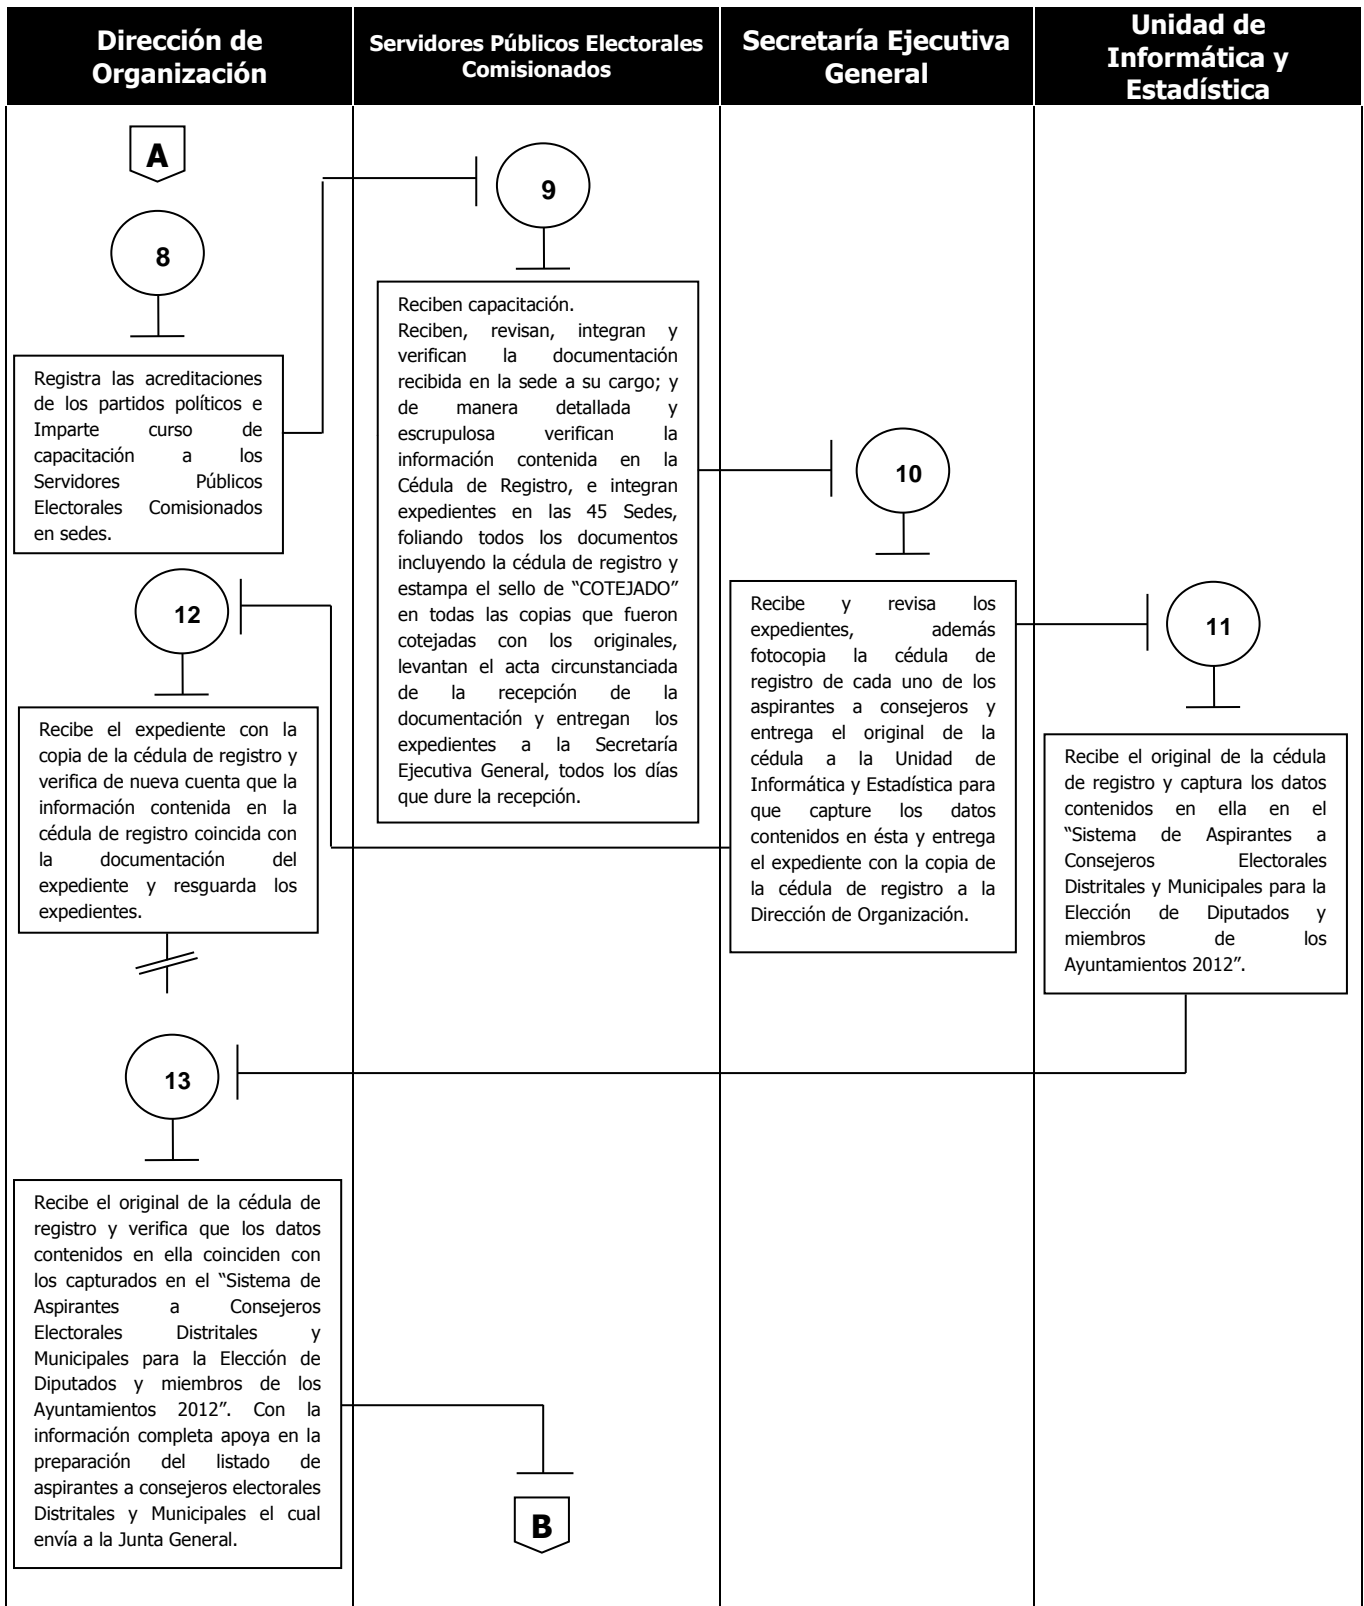 Dirección de
Organización
Servidores Públicos Electorales
Comisionados
Secretaría Ejecutiva
General
Unidad de
Informática y
Estadística
A
8
Registra las acreditaciones
de los partidos políticos e
Imparte curso de
capacitación a los
Servidores Públicos
Electorales Comisionados
en sedes.
9
Reciben capacitación.
Reciben, revisan, integran y
verifican la documentación
recibida en la sede a su cargo; y
de manera detallada y
escrupulosa verifican la
información contenida en la
Cédula de Registro, e integran
expedientes en las 45 Sedes,
foliando todos los documentos
incluyendo la cédula de registro y
estampa el sello de “COTEJADO”
en todas las copias que fueron
cotejadas con los originales,
levantan el acta circunstanciada
de la recepción de la
documentación y entregan los
expedientes a la Secretaría
Ejecutiva General, todos los días
que dure la recepción.
10
Recibe y revisa los
expedientes, además
fotocopia la cédula de
registro de cada uno de los
aspirantes a consejeros y
entrega el original de la
cédula a la Unidad de
Informática y Estadística para
que capture los datos
contenidos en ésta y entrega
el expediente con la copia de
la cédula de registro a la
Dirección de Organización.
11
Recibe el original de la cédula
de registro y captura los datos
contenidos en ella en el
“Sistema de Aspirantes a
Consejeros Electorales
Distritales y Municipales para la
Elección de Diputados y
miembros de los
Ayuntamientos 2012”.
12
Recibe el expediente con la
copia de la cédula de registro y
verifica de nueva cuenta que la
información contenida en la
cédula de registro coincida con
la documentación del
expediente y resguarda los
expedientes.
13
Recibe el original de la cédula de
registro y verifica que los datos
contenidos en ella coinciden con
los capturados en el “Sistema de
Aspirantes a Consejeros
Electorales Distritales y
Municipales para la Elección de
Diputados y miembros de los
Ayuntamientos 2012”. Con la
información completa apoya en la
preparación del listado de
aspirantes a consejeros electorales
Distritales y Municipales el cual
envía a la Junta General.
B